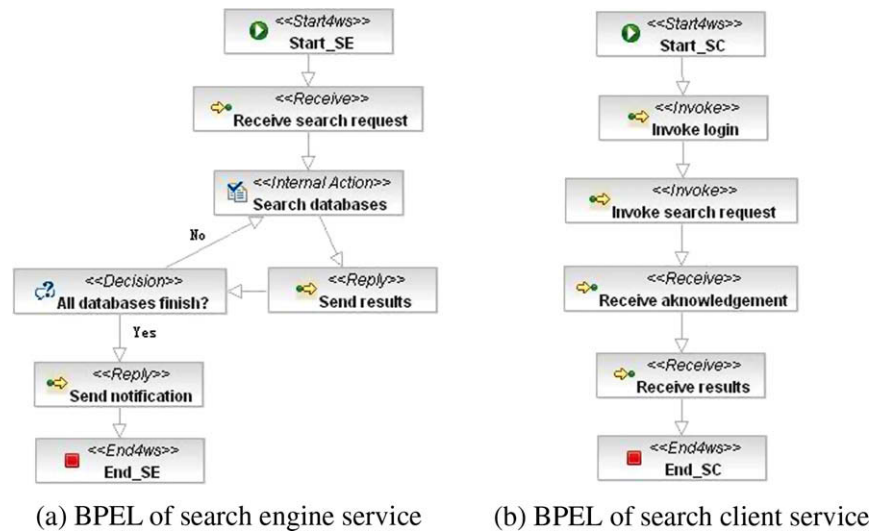 <<Start4ws>>
Start_SE
<<Receive>>
Receive search request
<<Internal Action>>
Search databases
No
<<Decision>>
All databases finish?
<<Reply>>
Send results
Yes
<<Reply>>
Send notification
<<End4ws>>
End_SE
(a) BPEL of search engine service
<<Start4ws>>
Start_SC
<<Invoke>>
Invoke login
<<Invoke>>
Invoke search request
<<Receive>>
Receive aknowledgement
<<Receive>>
Receive results
<<End4ws>>
End_SC
(b) BPEL of search client service